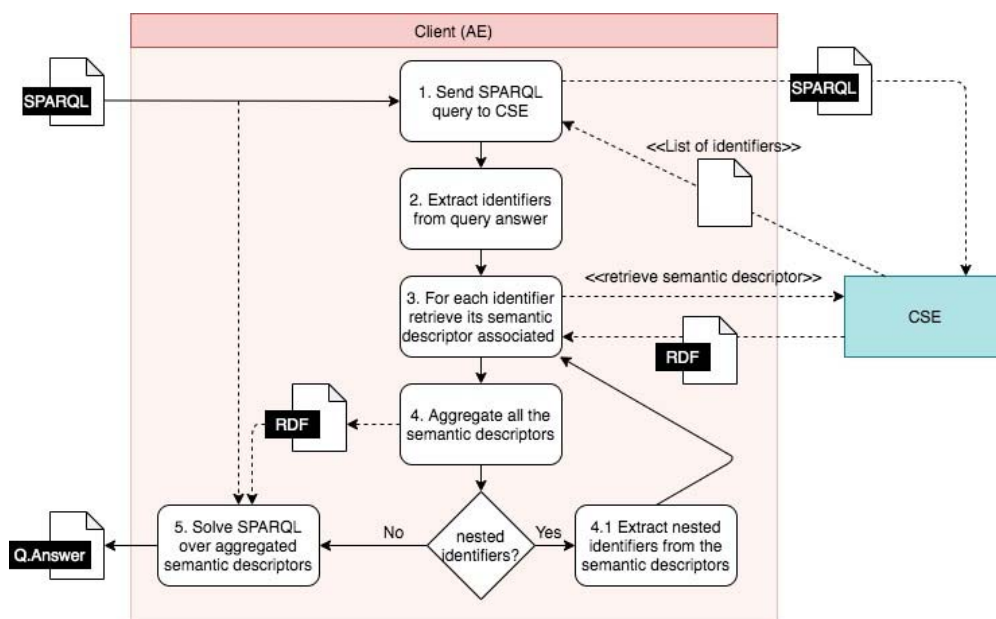 Client (AE)
SPARQL
1. Send SPARQL
query to CSE
SPARQL
<<List of identifiers>>
2. Extract identifiers
from query answer
<<retrieve semantic descriptor>>
3. For each identifier
retrieve its semantic
descriptor associated
CSE
RDF
4. Aggregate all the
semantic descriptors
RDF
nested
identifiers?
No
Yes
5. Solve SPARQL
over aggregated
semantic descriptors
4.1 Extract nested
identifiers from the
semantic descriptors
Q.Answer